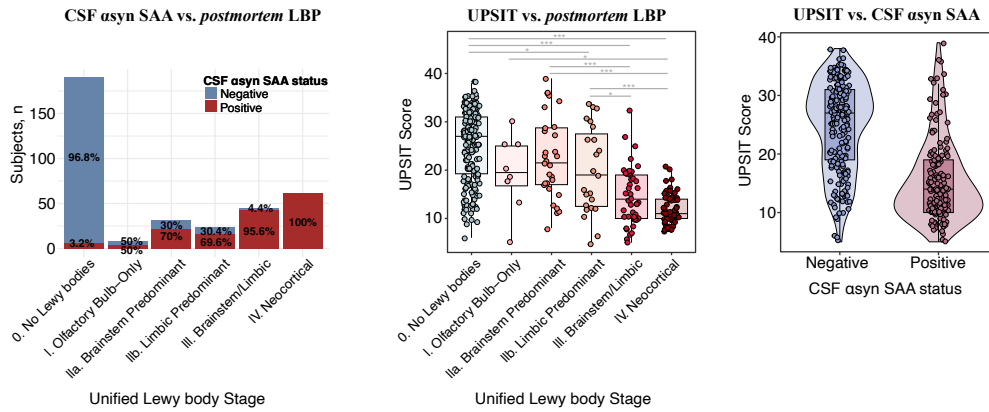 CSF αsyn SAA vs. postmortem LBP
CSF αsyn SAA status
Negative
Positive
Subjects, n
150
100
50
0
96.8%
3.2%
50%
50%
30%
70%
30.4%
69.6%
4.4%
95.6%
100%
0. No Lewy bodies
I. Olfactory Bulb–Only
IIa. Brainstem Predominant
IIb. Limbic Predominant
III. Brainstem/Limbic
IV. Neocortical
Unified Lewy body Stage
UPSIT vs. postmortem LBP
UPSIT Score
40
30
20
10
***
***
*
*
***
***
***
*
0. No Lewy bodies
I. Olfactory Bulb–Only
IIa. Brainstem Predominant
IIb. Limbic Predominant
III. Brainstem/Limbic
IV. Neocortical
Unified Lewy body Stage
UPSIT vs. CSF αsyn SAA
UPSIT Score
40
30
20
10
Negative
Positive
CSF αsyn SAA status